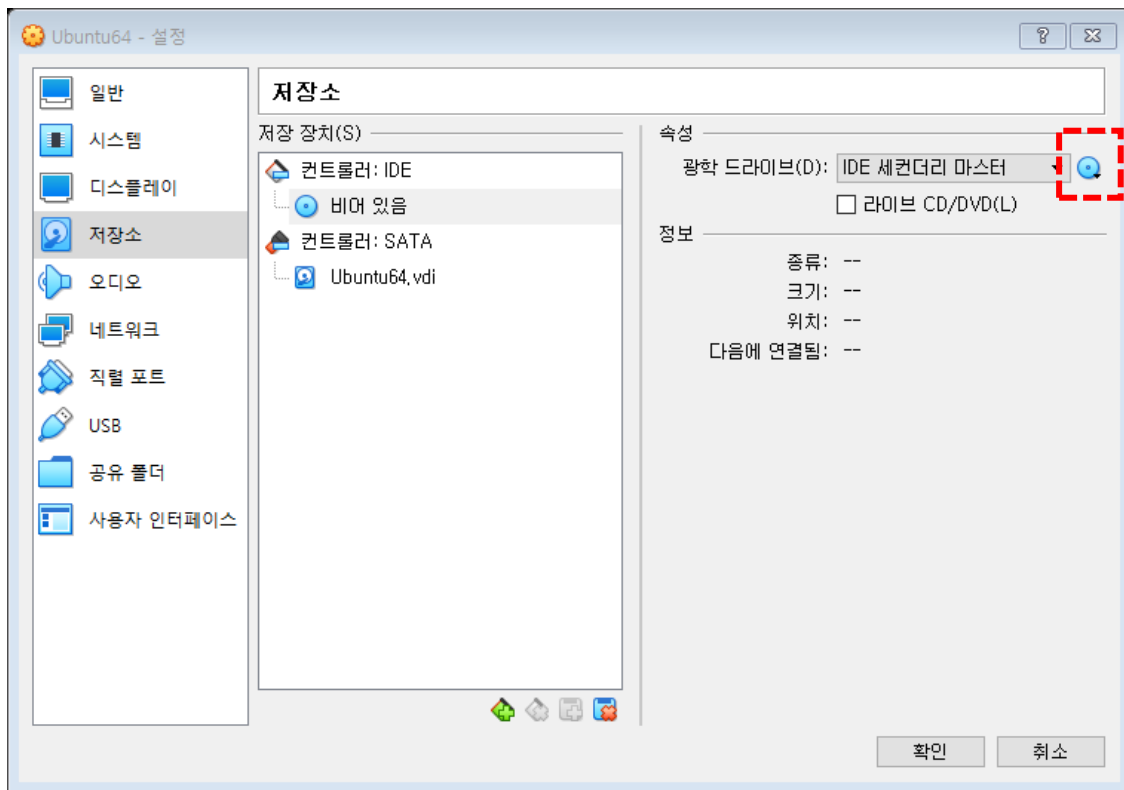 Ubuntu64 - 설정
일반
시스템
디스플레이
저장소
오디오
네트워크
직렬 포트
USB
공유 폴더
사용자 인터페이스
저장소
저장 장치(S)
컨트롤러: IDE
비어 있음
컨트롤러: SATA
Ubuntu64.vdi
속성
광학 드라이브(D): IDE 세컨더리 마스터
라이브 CD/DVD(L)
정보
종류: --
크기: --
위치: --
다음에 연결됨: --
확인 취소